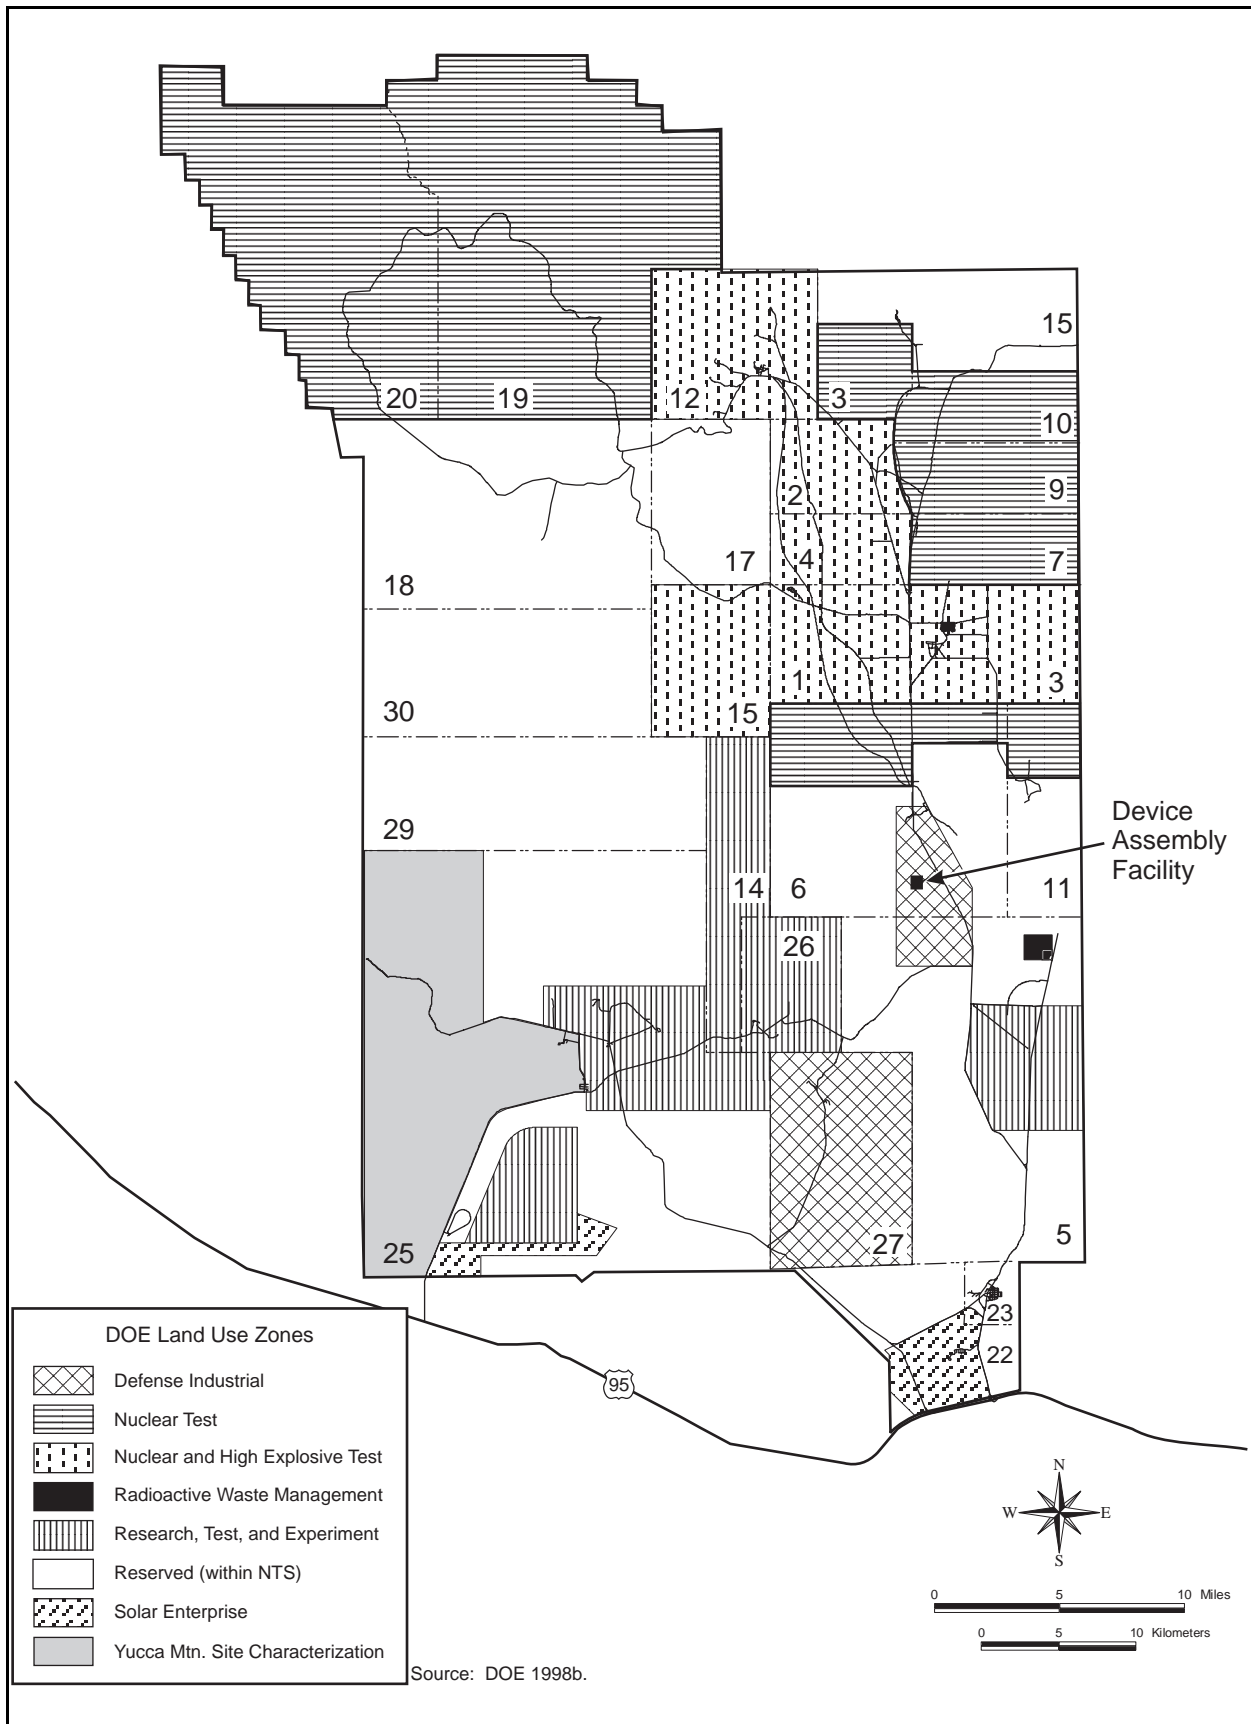 15
20
19
12
3
10
9
2
17
4
7
18
1
3
30
15
Device
Assembly
Facility
29
14
6
11
26
5
27
25
23
22
DOE Land Use Zones
Defense Industrial
Nuclear Test
Nuclear and High Explosive Test
Radioactive Waste Management
Research, Test, and Experiment
Reserved (within NTS)
Solar Enterprise
Yucca Mtn. Site Characterization
95
N
W
E
S
0 5 10 Miles
0 5 10 Kilometers
Source: DOE 1998b.